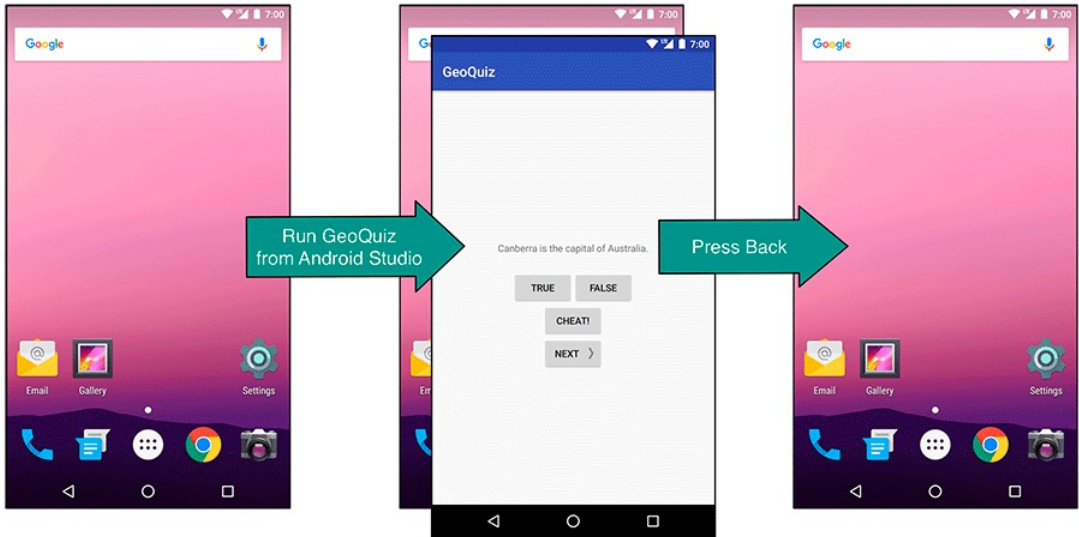 7:00
Google
Email
Gallery
Settings
Run GeoQuiz
from Android Studio
7:00
G
Em
7:00
GeoQuiz
Canberra is the capital of Australia.
TRUE
FALSE
CHEAT!
NEXT
Press Back
7:00
Google
Email
Gallery
Settings